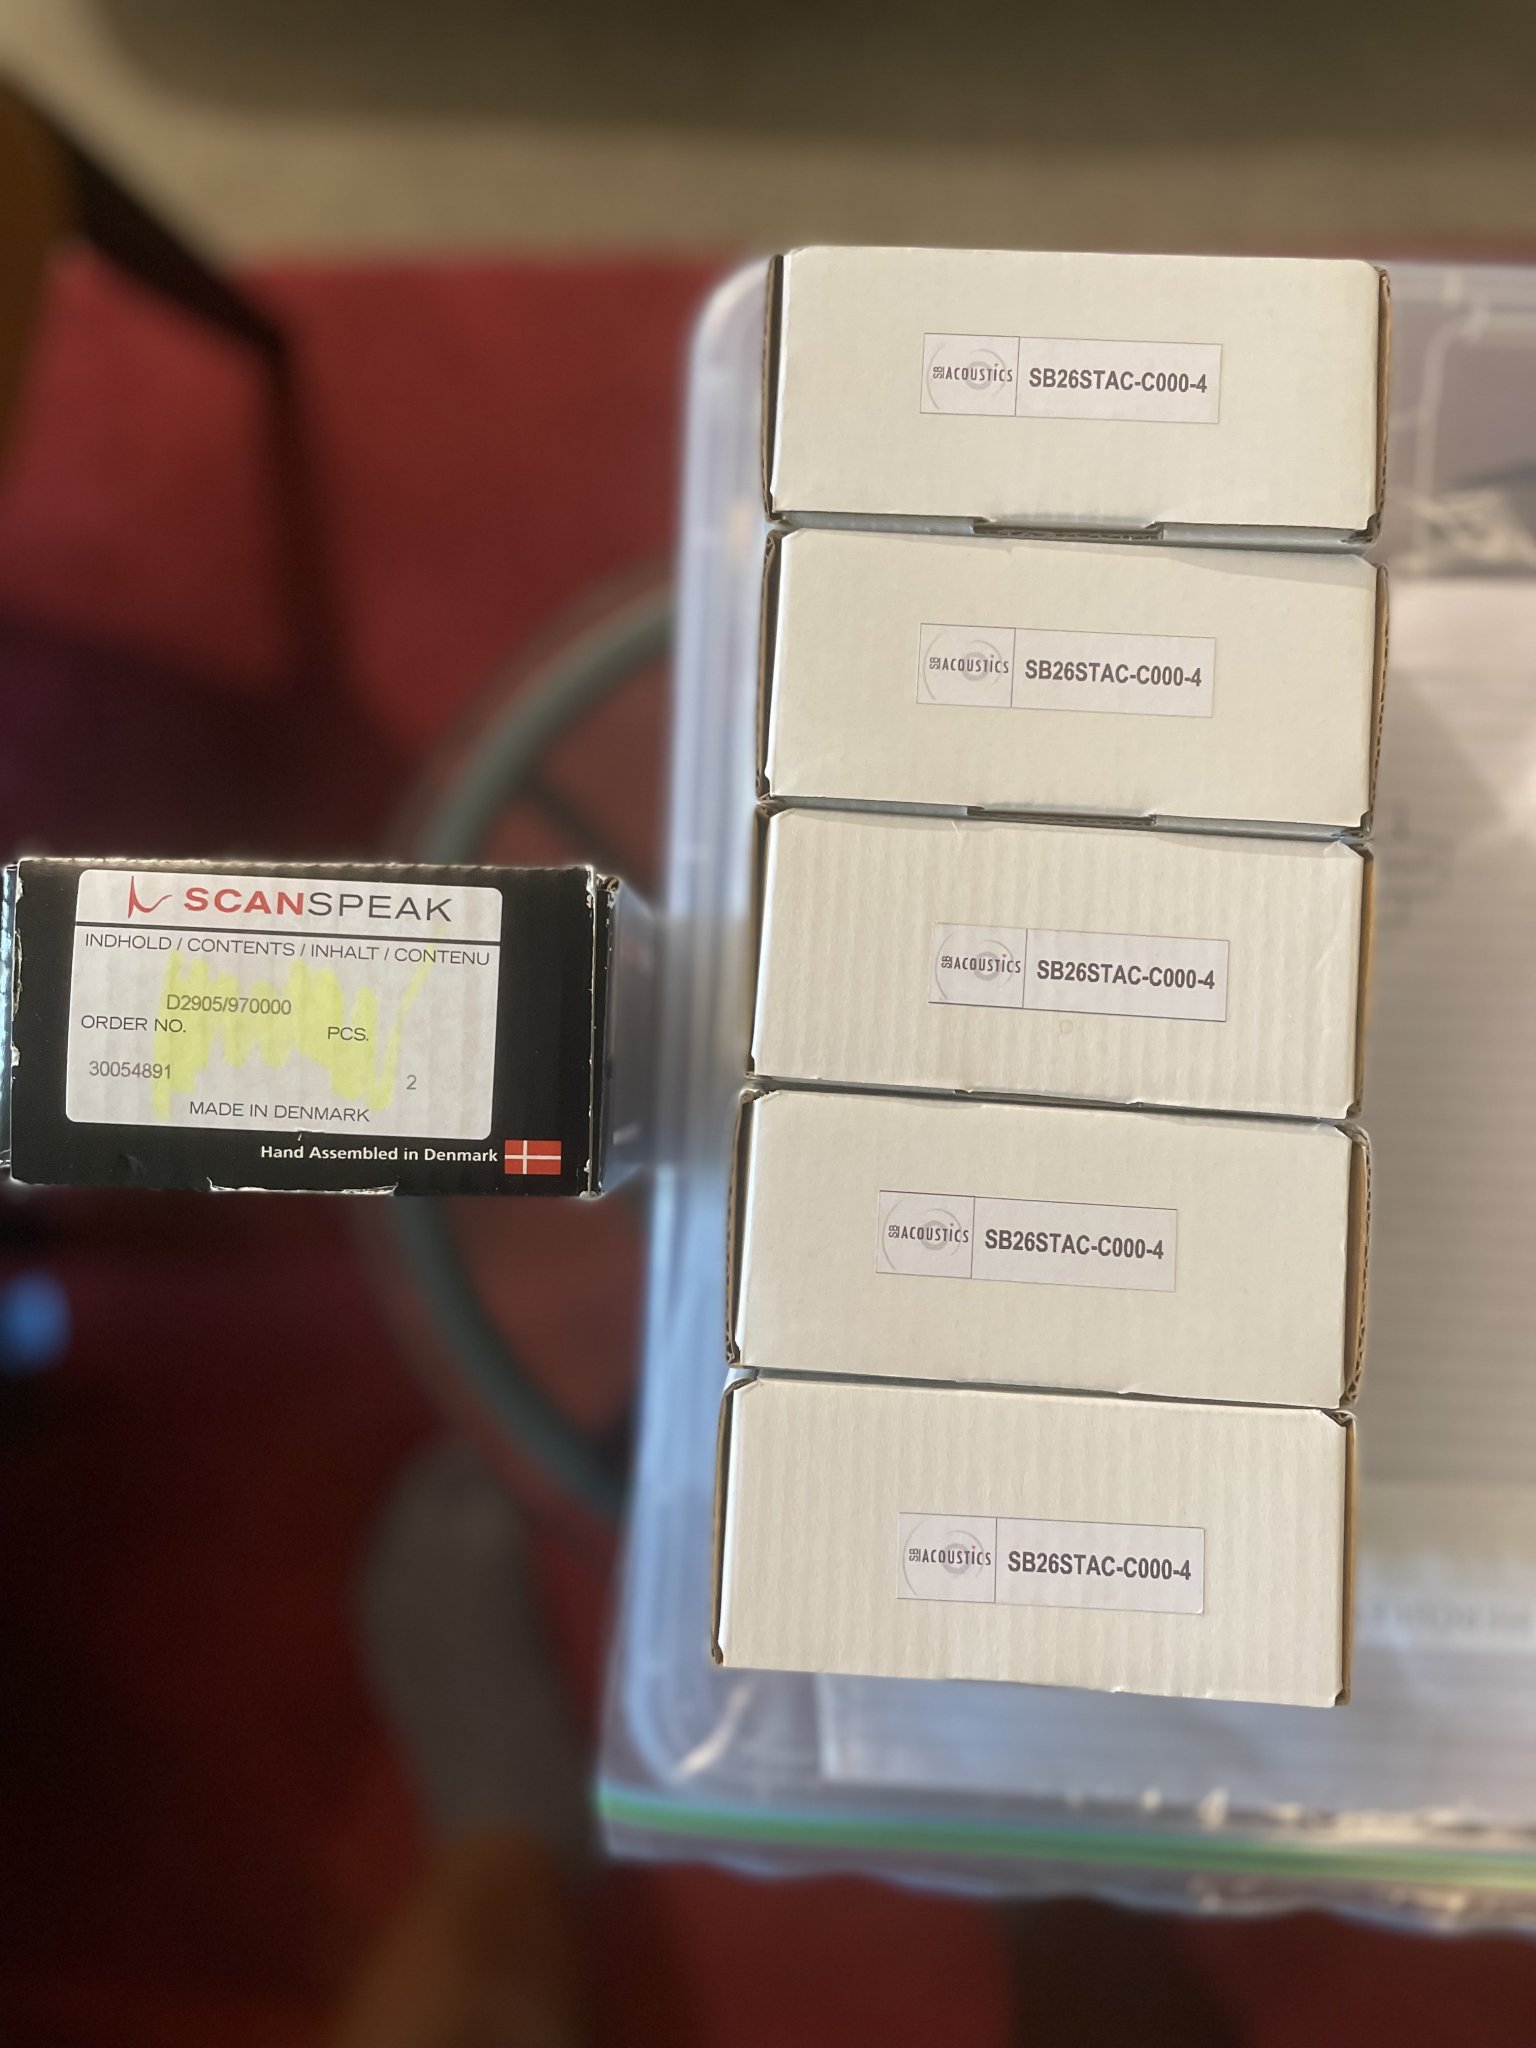 SCANSPEAK
INDHOLD / CONTENTS / INHALT / CONTENU
D2905/970000
ORDER NO.
PCS.
30054891
2
MADE IN DENMARK
Hand Assembled in Denmark
SB ACOUSTICS
SB26STAC-C000-4
SB ACOUSTICS
SB26STAC-C000-4
SB ACOUSTICS
SB26STAC-C000-4
SB ACOUSTICS
SB26STAC-C000-4
SB ACOUSTICS
SB26STAC-C000-4